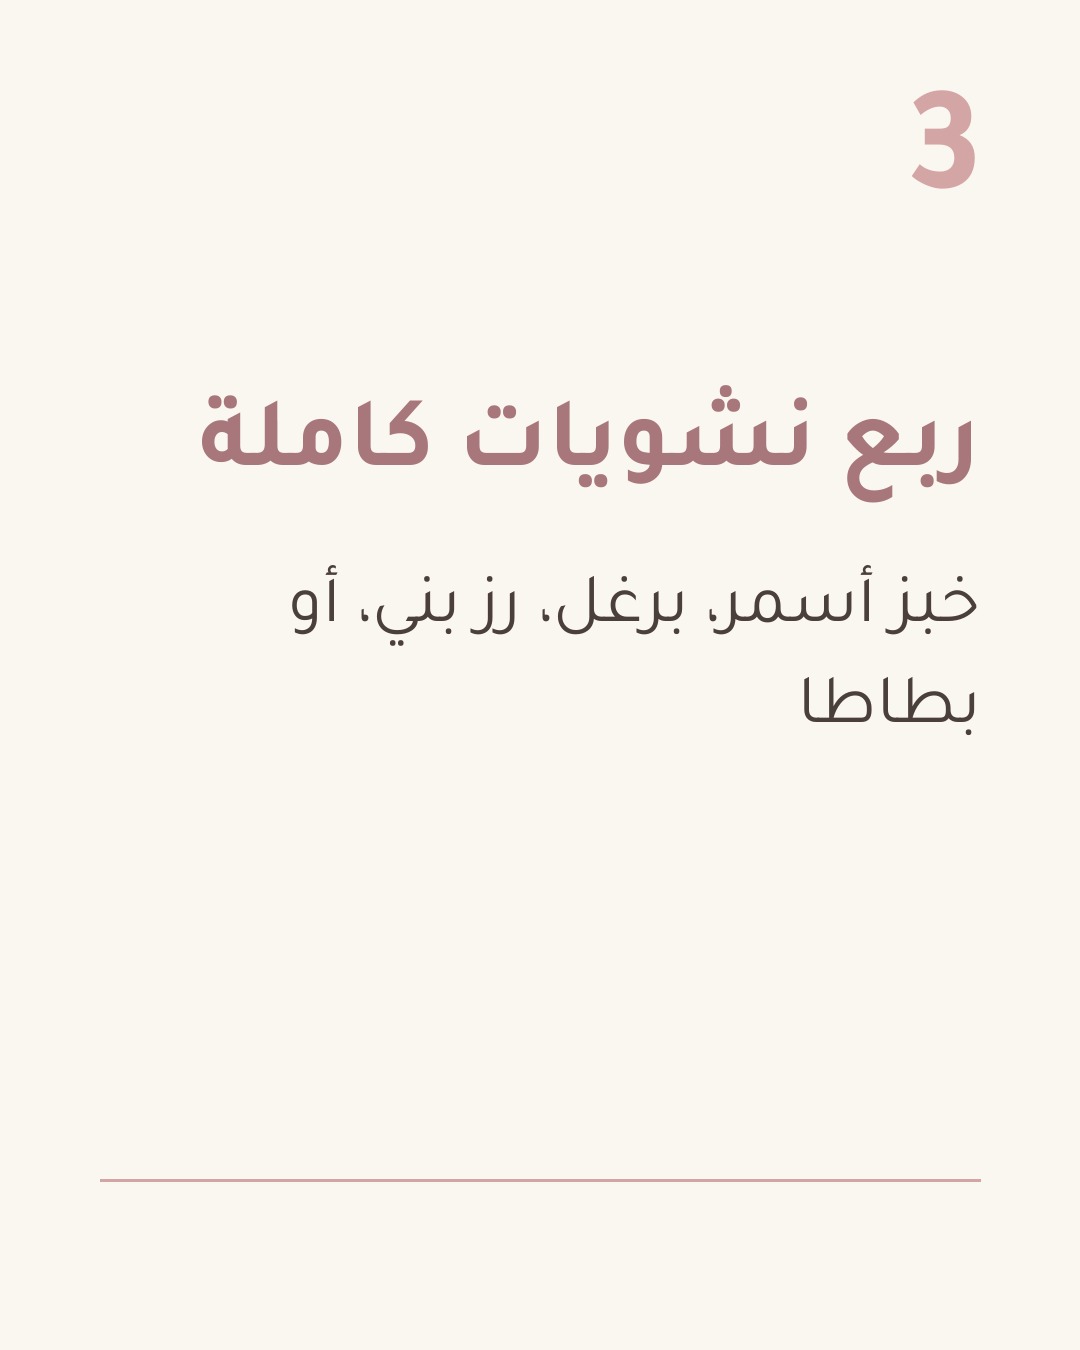 3
ربع نشويات كاملة
خبز أسمر، برغل، رز بني، أو
بطاطا